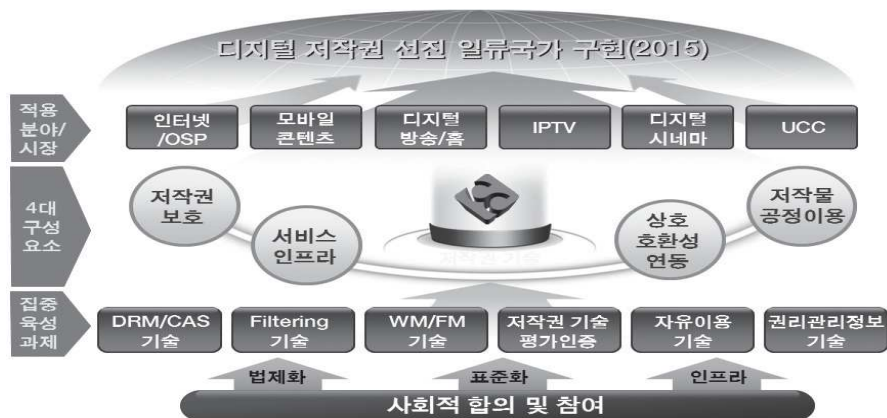 디지털 저작권 선진 일류국가 구현(2015)
적용
분야/
시장
인터넷
/OSP
모바일
콘텐츠
디지털
방송/홈
IPTV
디지털
시네마
UCC
4대
구성
요소
저작권
보호
서비스
인프라
저작권 기술
상호
호환성
연동
저작물
공정이용
집중
육성
과제
DRM/CAS
기술
Filtering
기술
WM/FM
기술
저작권 기술
평가인증
자유이용
기술
권리관리정보
기술
법제화
표준화
인프라
사회적 합의 및 참여